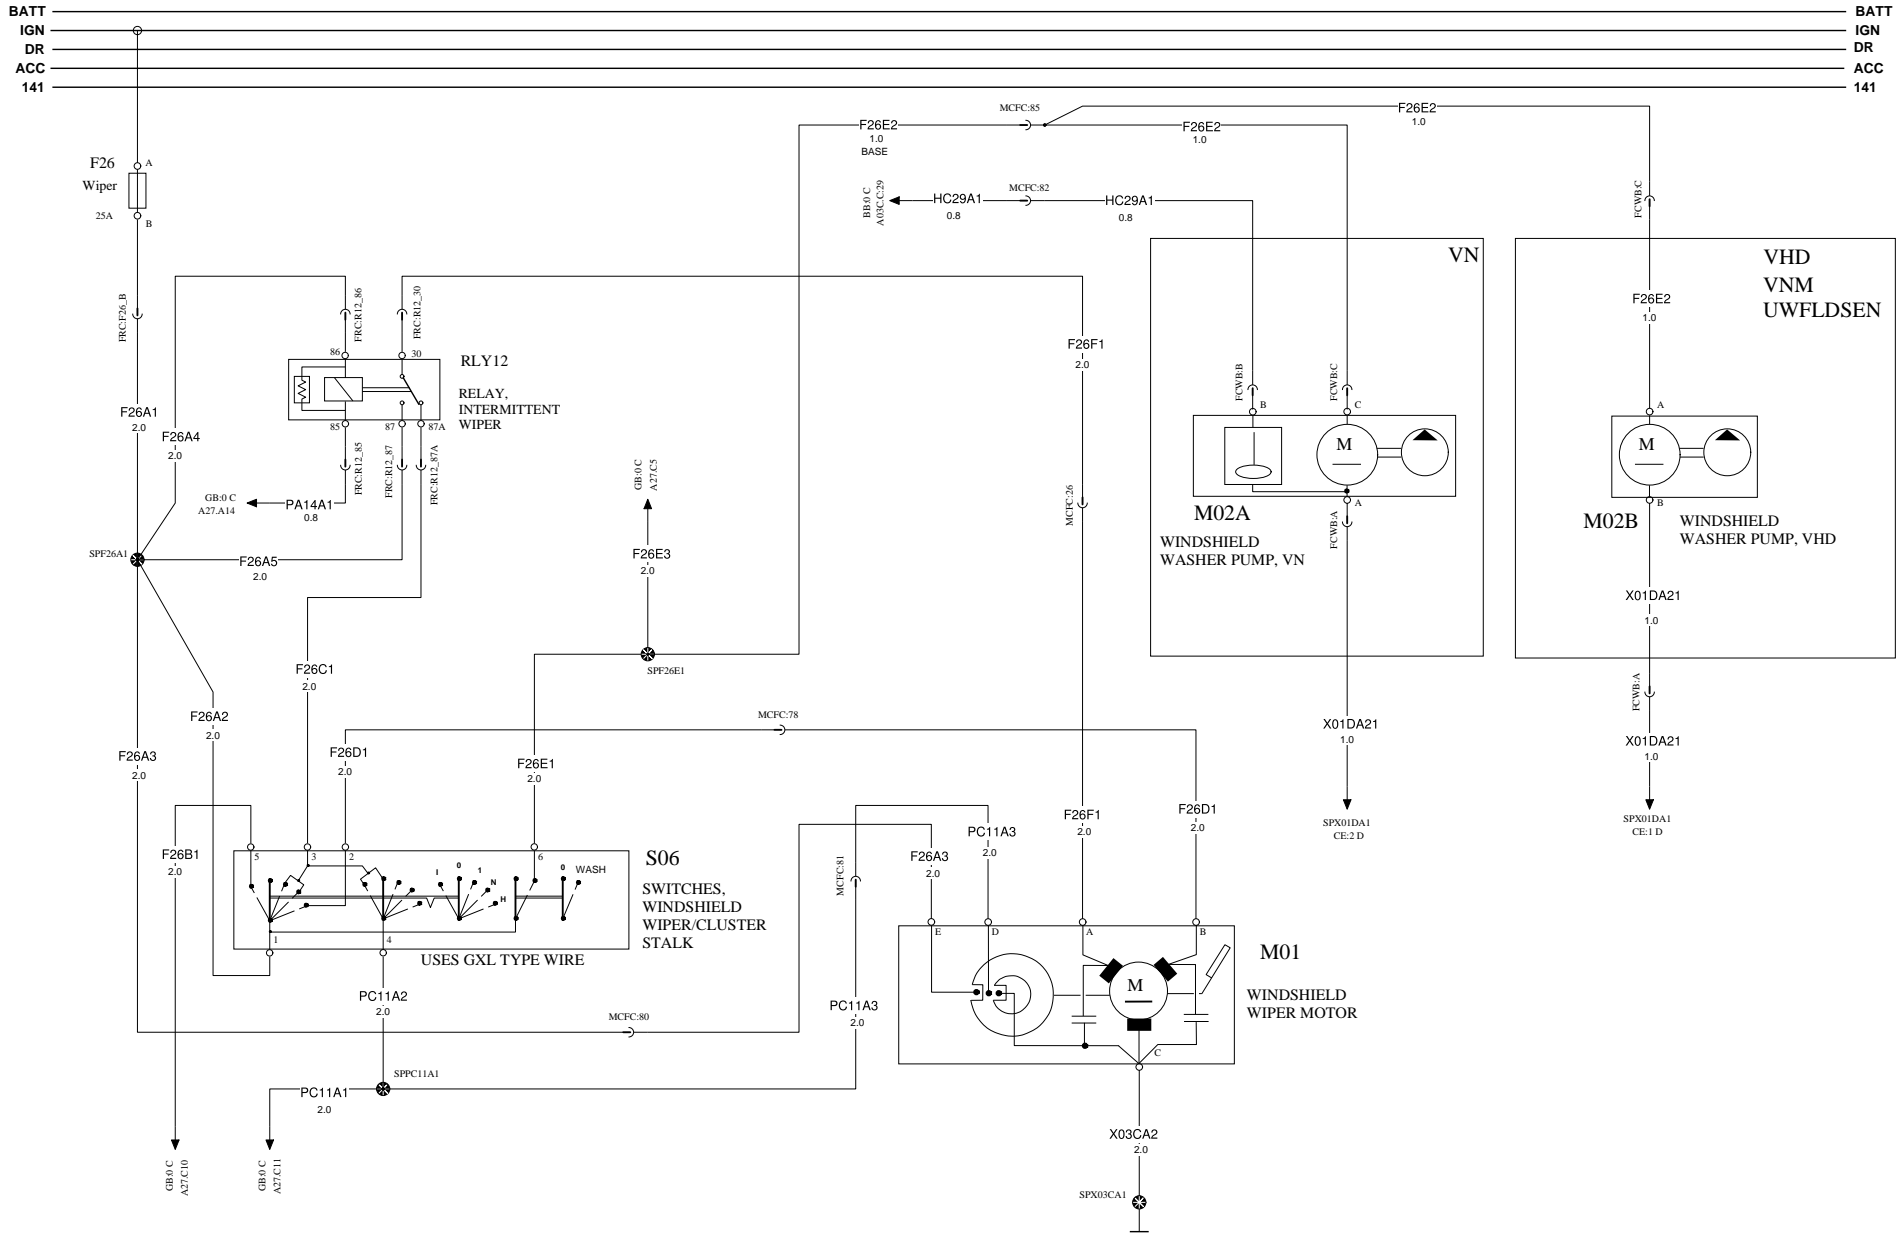 BATT BATT
IGN IGN
DR DR
ACC ACC
141 141
MCFC:85
F26E2
1.0
F26E2
1.0
BASE
F26E2
1.0
F26
Wiper
25A
A
B
BB:0 C
A03C.C:29
HC29A1
0.8
MCFC:82
HC29A1
0.8
FCWB:C
VN
VHD
VNM
UWFLDSEN
FRC:F26_B
FRC:R12_86
FRC:R12_30
F26E2
1.0
86
30
RLY12
RELAY,
INTERMITTENT
WIPER
85
87
87A
F26F1
2.0
FCWB:B
FCWB:C
B
C
M
A
M
F26A1
2.0
F26A4
2.0
FRC:R12_85
FRC:R12_87
FRC:R12_87A
GB:0 C
A27.C5
GB:0 C
A27.A14
PA14A1
0.8
MCFC:26
A
B
M02A
WINDSHIELD
WASHER PUMP, VN
FCWB:A
M02B
WINDSHIELD
WASHER PUMP, VHD
SPF26A1
F26A5
2.0
F26E3
2.0
X01DA21
1.0
SPF26E1
F26C1
2.0
FCWB:A
F26A2
2.0
MCFC:78
X01DA21
1.0
X01DA21
1.0
F26A3
2.0
F26D1
2.0
F26E1
2.0
SPX01DA1
CE:2 D
SPX01DA1
CE:1 D
F26F1
2.0
F26D1
2.0
PC11A3
2.0
F26B1
2.0
F26A3
2.0
MCFC:81
5
3
2
6
I
0
1
N
H
0
WASH
1
4
S06
SWITCHES,
WINDSHIELD
WIPER/CLUSTER
STALK
USES GXL TYPE WIRE
E
D
A
B
M
C
M01
WINDSHIELD
WIPER MOTOR
PC11A2
2.0
PC11A3
2.0
MCFC:80
SPPC11A1
PC11A1
2.0
X03CA2
2.0
GB:0 C
A27.C10
GB:0 C
A27.C11
SPX03CA1